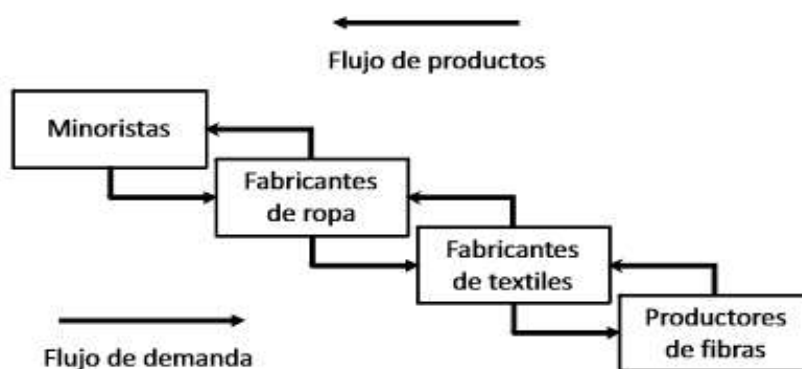 Flujo de productos
Minoristas
Fabricantes
de ropa
Fabricantes
de textiles
Productores
de fibras
Flujo de demanda